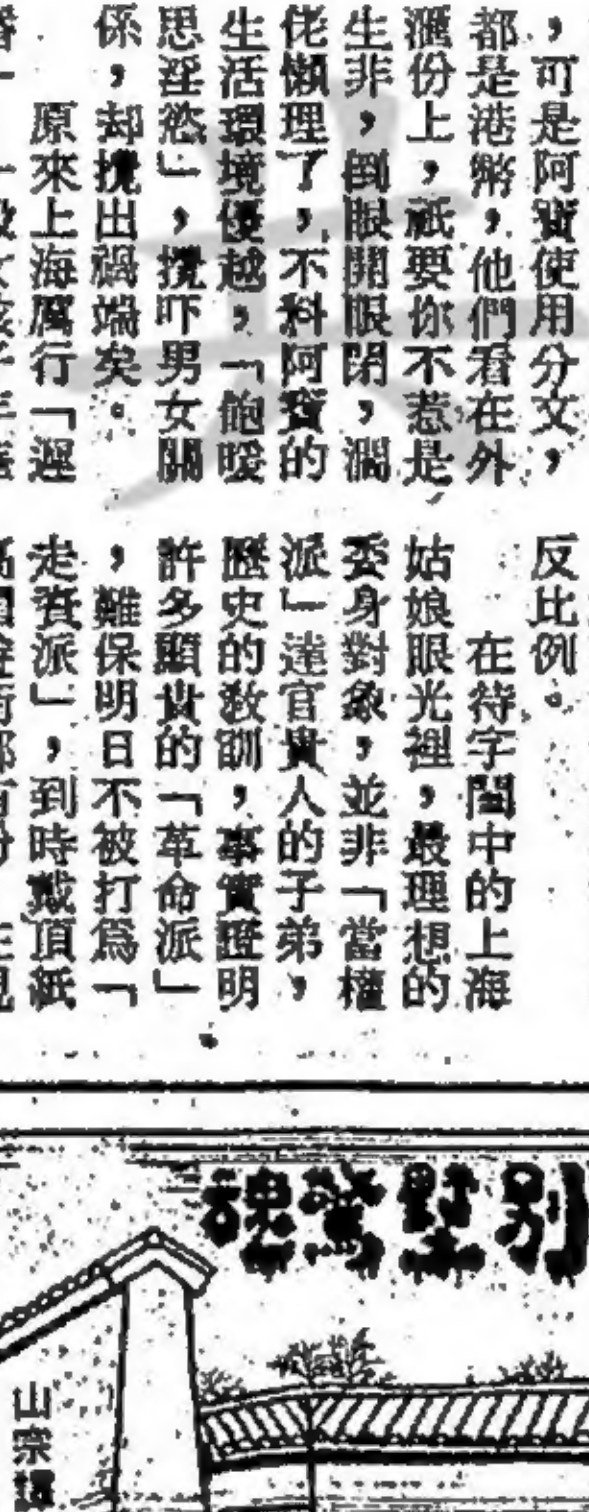 ，可是阿寶使用分文，
都是港幣，他們看在外
滙份上，祇要你不惹是
生非，倒眼開眼閉，濶
佬懶理了，不料阿寶的
生活環境優越，「飽暖
思淫慾」，攪吓男女關
係，却攪出禍端矣。
原來上海厲行「遲
反比例。
在待字閨中的上海
姑娘眼光裡，最理想的
委身對象，並非「當權
派」達官貴人的子弟，
歷史的教訓，事實證明
許多顯貴的「革命派」
，難保明日不被打爲「
走資派」，到時戴頂紙
別墅驚魂
山宗